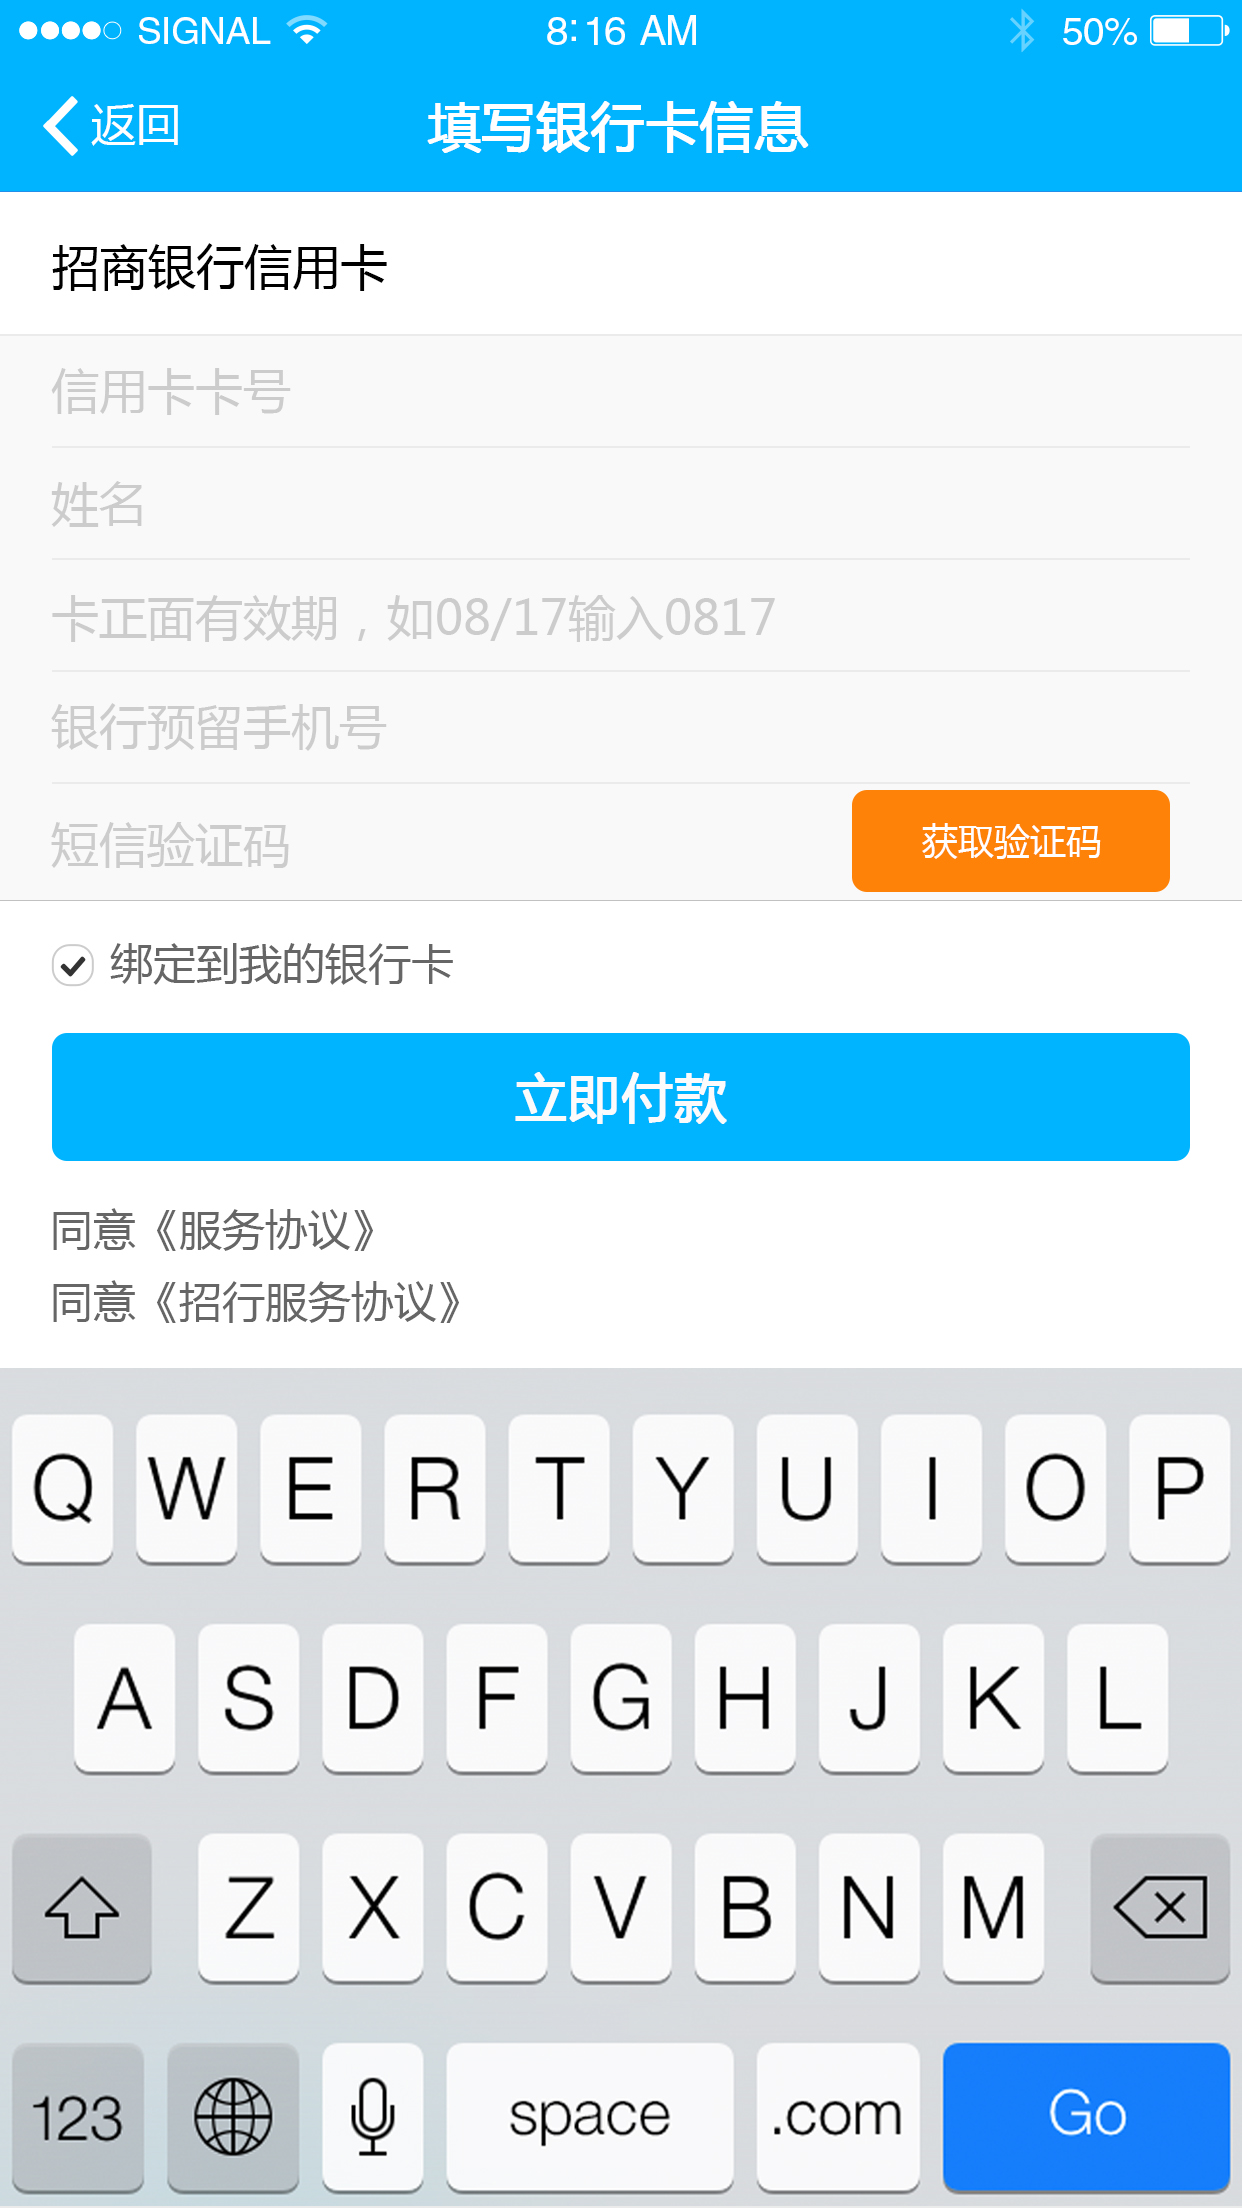 SIGNAL 8:16 AM 50%
返回 填写银行卡信息
招商银行信用卡
信用卡卡号
姓名
卡正面有效期，如08/17输入0817
银行预留手机号
短信验证码 获取验证码
绑定到我的银行卡
立即付款
同意《服务协议》
同意《招行服务协议》
Q W E R T Y U I O P
A S D F G H J K L
Z X C V B N M
123 space .com Go